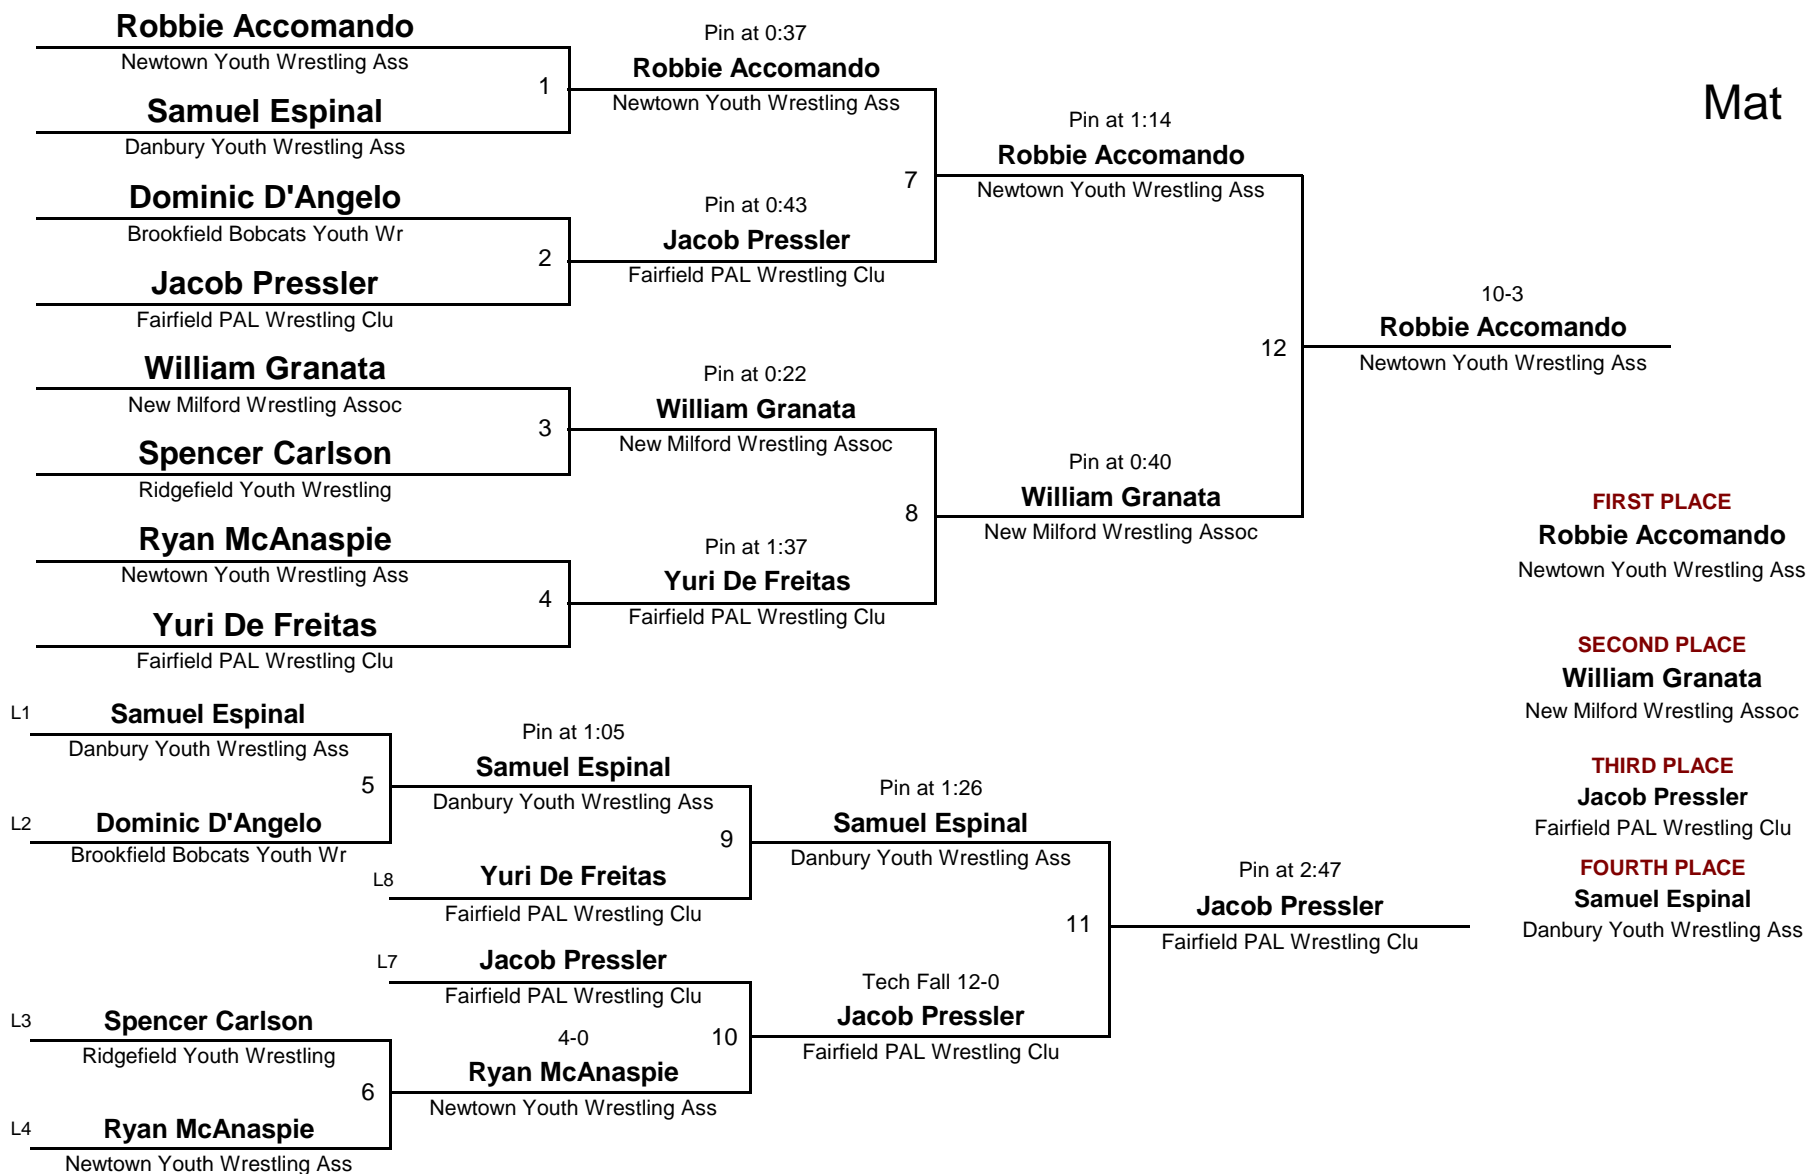 Robbie Accomando
Newtown Youth Wrestling Ass
1
Samuel Espinal
Danbury Youth Wrestling Ass
Dominic D'Angelo
Brookfield Bobcats Youth Wr
2
Jacob Pressler
Fairfield PAL Wrestling Clu
William Granata
New Milford Wrestling Assoc
3
Spencer Carlson
Ridgefield Youth Wrestling
Ryan McAnaspie
Newtown Youth Wrestling Ass
4
Yuri De Freitas
Fairfield PAL Wrestling Clu
Pin at 0:37
Robbie Accomando
Newtown Youth Wrestling Ass
7
Pin at 0:43
Jacob Pressler
Fairfield PAL Wrestling Clu
Pin at 0:22
William Granata
New Milford Wrestling Assoc
8
Pin at 1:37
Yuri De Freitas
Fairfield PAL Wrestling Clu
Pin at 1:14
Robbie Accomando
Newtown Youth Wrestling Ass
12
Pin at 0:40
William Granata
New Milford Wrestling Assoc
10-3
Robbie Accomando
Newtown Youth Wrestling Ass
Mat
FIRST PLACE
Robbie Accomando
Newtown Youth Wrestling Ass
SECOND PLACE
William Granata
New Milford Wrestling Assoc
THIRD PLACE
Jacob Pressler
Fairfield PAL Wrestling Clu
FOURTH PLACE
Samuel Espinal
Danbury Youth Wrestling Ass
L1 Samuel Espinal
Danbury Youth Wrestling Ass
5
L2 Dominic D'Angelo
Brookfield Bobcats Youth Wr
L3 Spencer Carlson
Ridgefield Youth Wrestling
6
L4 Ryan McAnaspie
Newtown Youth Wrestling Ass
Pin at 1:05
Samuel Espinal
Danbury Youth Wrestling Ass
9
L8 Yuri De Freitas
Fairfield PAL Wrestling Clu
L7 Jacob Pressler
Fairfield PAL Wrestling Clu
10
4-0
Ryan McAnaspie
Newtown Youth Wrestling Ass
Pin at 1:26
Samuel Espinal
Danbury Youth Wrestling Ass
11
Tech Fall 12-0
Jacob Pressler
Fairfield PAL Wrestling Clu
Pin at 2:47
Jacob Pressler
Fairfield PAL Wrestling Clu